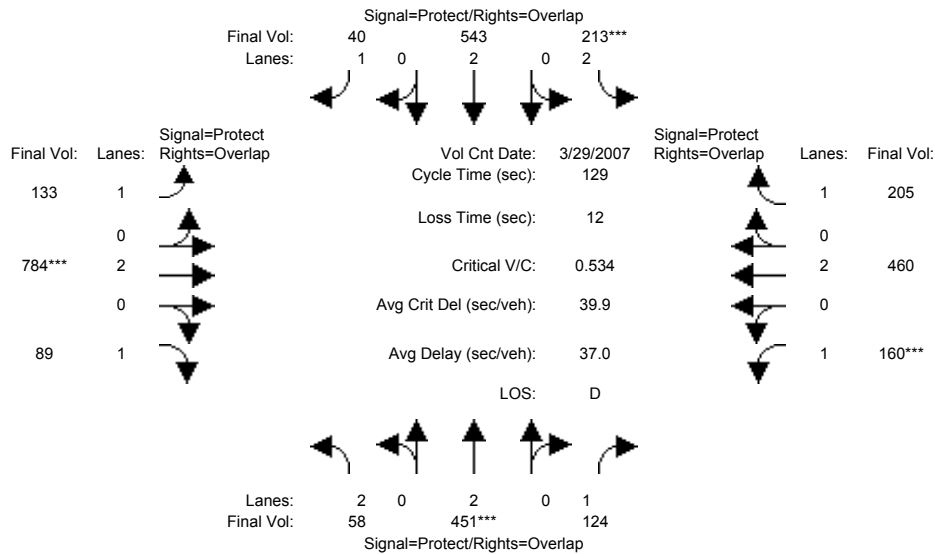 Signal=Protect/Rights=Overlap
Final Vol: 40 543 213***
Lanes: 1 0 2 0 2
Signal=Protect
Final Vol: Lanes: Rights=Overlap
Vol Cnt Date: 3/29/2007
Signal=Protect
Rights=Overlap Lanes: Final Vol:
Cycle Time (sec): 129
133 1
1 205
Loss Time (sec): 12
0
0
784*** 2
Critical V/C: 0.534
2 460
0
Avg Crit Del (sec/veh): 39.9
0
89 1
Avg Delay (sec/veh): 37.0
1 160***
LOS: D
Lanes: 2 0 2 0 1
Final Vol: 58 451*** 124
Signal=Protect/Rights=Overlap